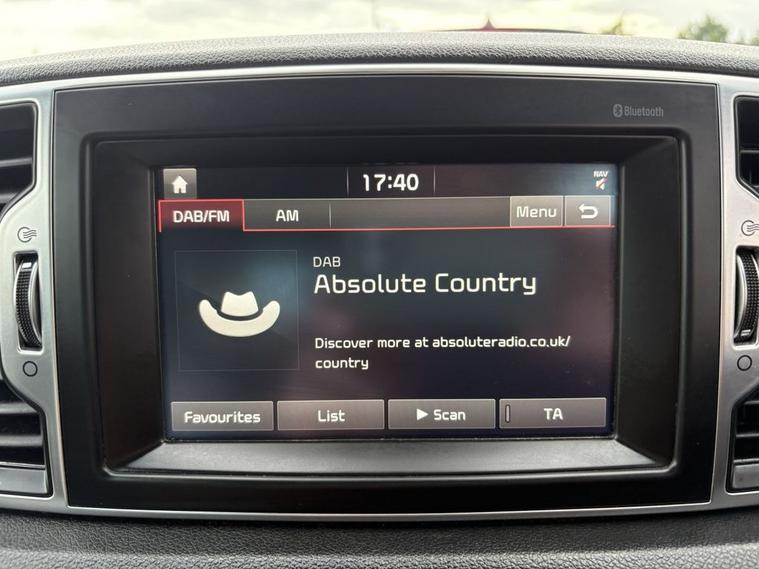 Bluetooth
17:40
NAV
DAB/FM AM Menu
DAB
Absolute Country
Discover more at absoluteradio.co.uk/
country
Favourites List Scan TA